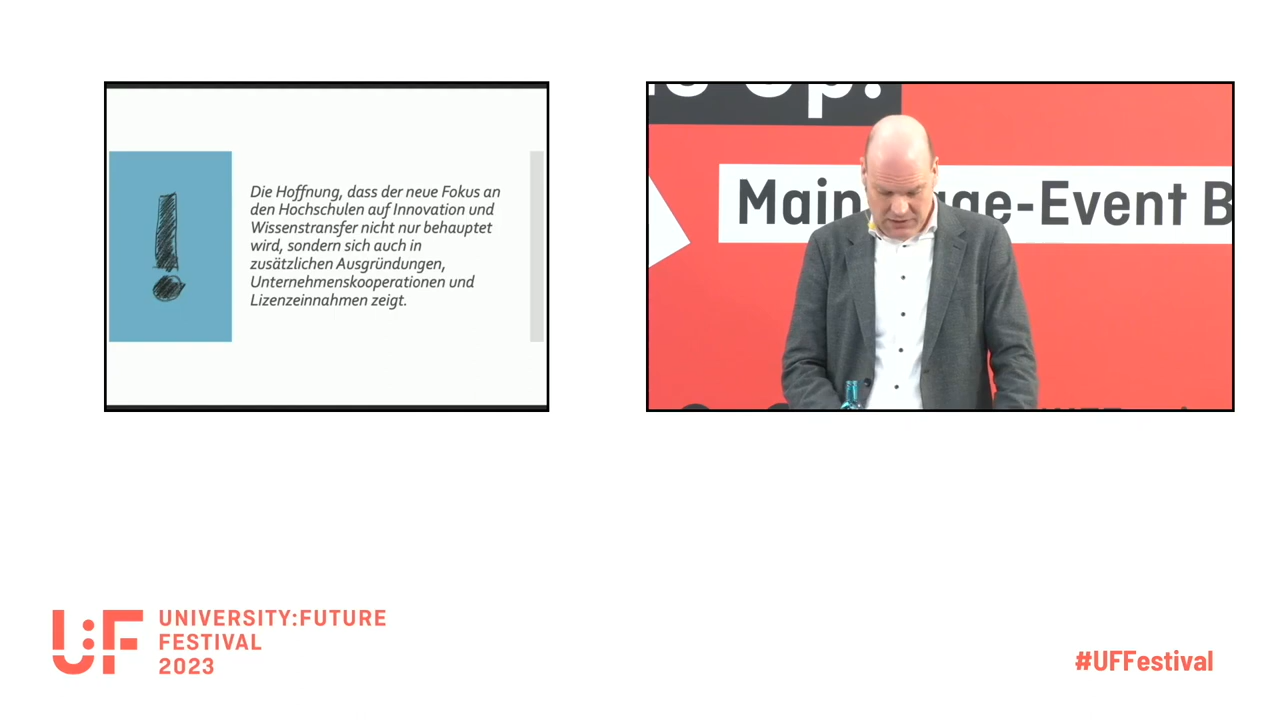 Die Hoffnung, dass der neue Fokus an
den Hochschulen auf Innovation und
Wissenstransfer nicht nur behauptet
wird, sondern sich auch in
zusätzlichen Ausgründungen,
Unternehmenskooperationen und
Lizenzeinnahmen zeigt.
Up!
Main -Event B
U:F
UNIVERSITY:FUTURE
FESTIVAL
2023
#UFFestival